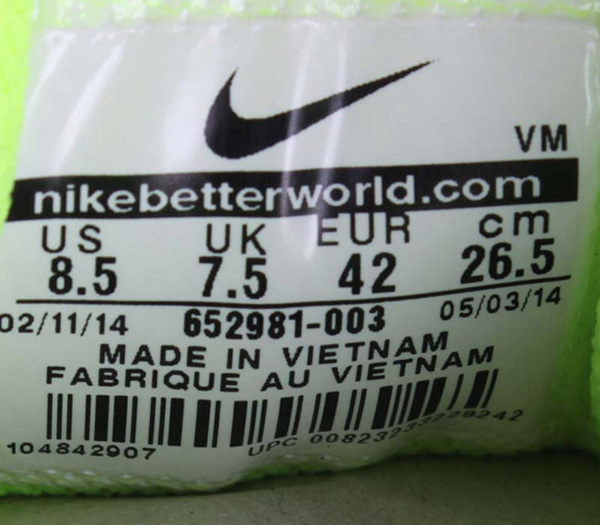 VM
nikebetterworld.com
US UK EUR cm
8.5 7.5 42 26.5
02/11/14 652981-003 05/03/14
MADE IN VIETNAM
FABRIQUE AU VIETNAM
104842907 UPC